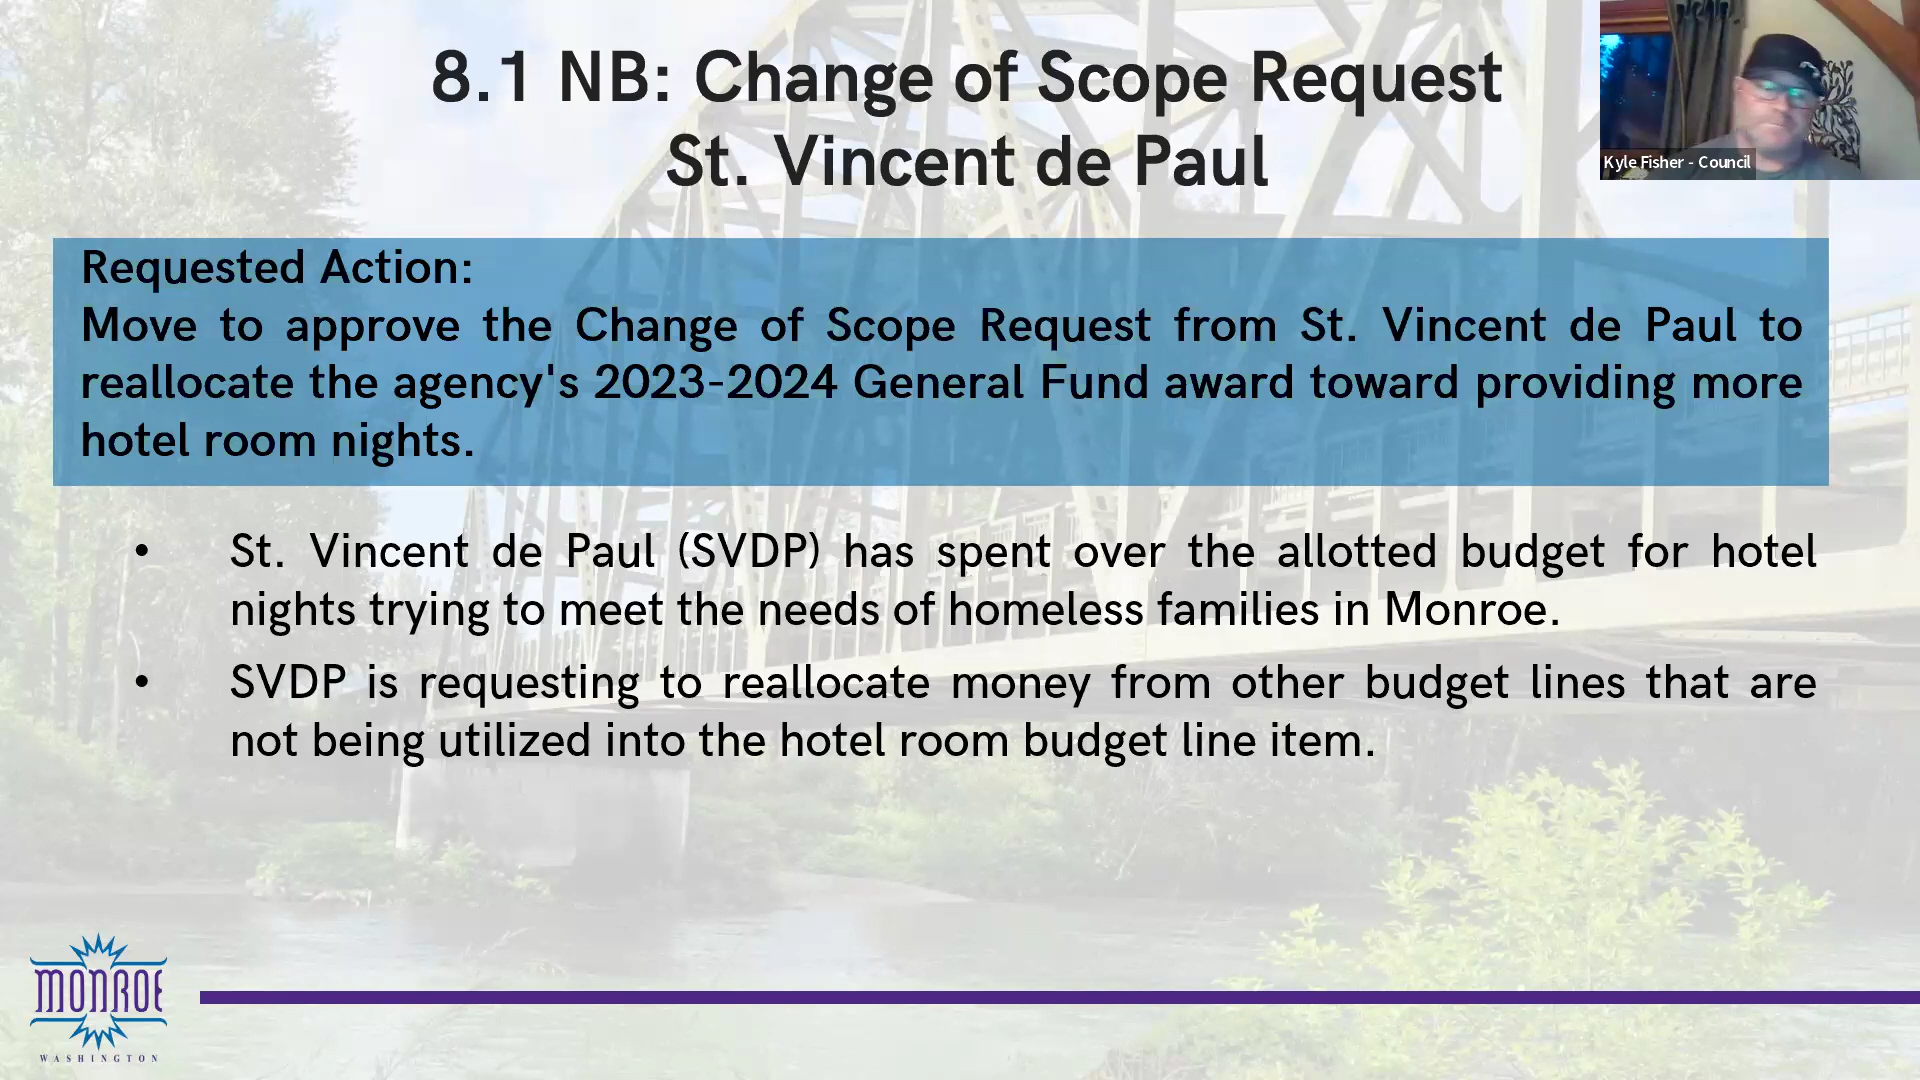 8.1 NB: Change of Scope Request
St. Vincent de Paul
Kyle Fisher - Council
Requested Action:
Move to approve the Change of Scope Request from St. Vincent de Paul to
reallocate the agency's 2023-2024 General Fund award toward providing more
hotel room nights.
• St. Vincent de Paul (SVDP) has spent over the allotted budget for hotel
nights trying to meet the needs of homeless families in Monroe.
• SVDP is requesting to reallocate money from other budget lines that are
not being utilized into the hotel room budget line item.
MONROE
WASHINGTON